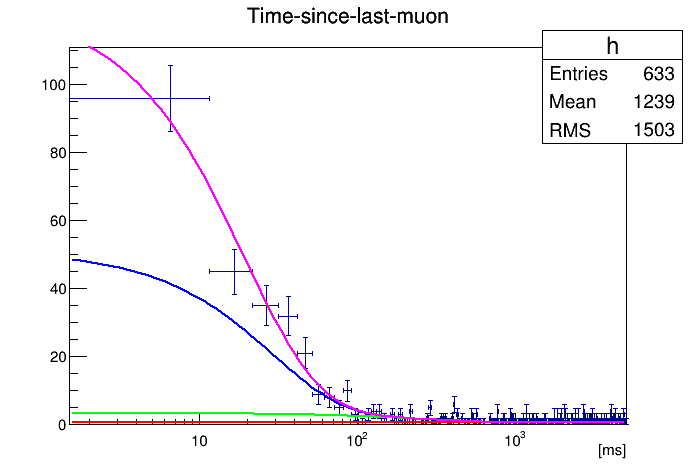 Time-since-last-muon
h
Entries 633
Mean 1239
RMS 1503
100
80
60
40
20
0
10 10² 10³
[ms]